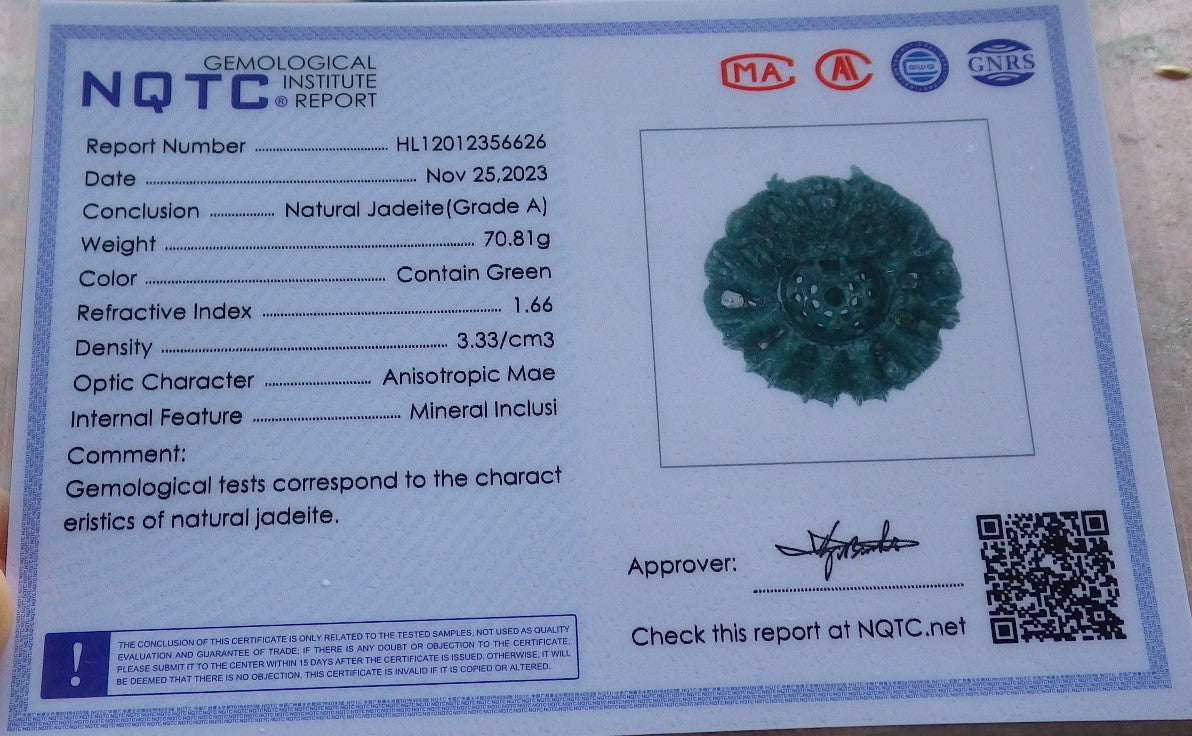 NQTC® GEMOLOGICAL INSTITUTE REPORT
CMA
GWS
GNRS
Report Number HL12012356626
Date Nov 25,2023
Conclusion Natural Jadeite(Grade A)
Weight 70.81g
Color Contain Green
Refractive Index 1.66
Density 3.33/cm3
Optic Character Anisotropic Mae
Internal Feature Mineral Inclusi
Comment:
Gemological tests correspond to the charact
eristics of natural jadeite.
Approver:
Check this report at NQTC.net
!
THE CONCLUSION OF THIS CERTIFICATE IS ONLY RELATED TO THE TESTED SAMPLES, NOT USED AS QUALITY
EVALUATION AND GUARANTEE OF TRADE; IF THERE IS ANY DOUBT OR OBJECTION TO THE CERTIFICATE,
PLEASE SUBMIT IT TO THE CENTER WITHIN 15 DAYS AFTER THE CERTIFICATE IS ISSUED; OTHERWISE, IT WILL
BE DEEMED THAT THERE IS NO OBJECTION. THIS CERTIFICATE IS INVALID IF IT IS COPIED OR ALTERED.